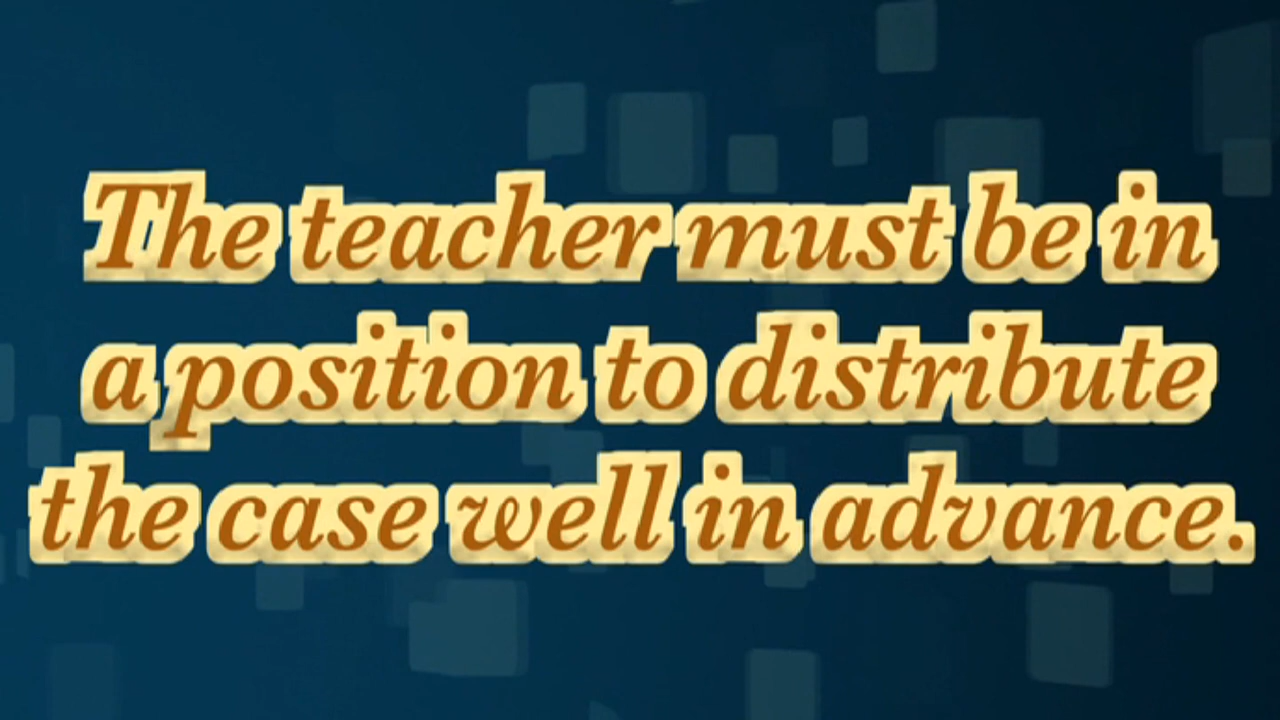 The teacher must be in
a position to distribute
the case well in advance.